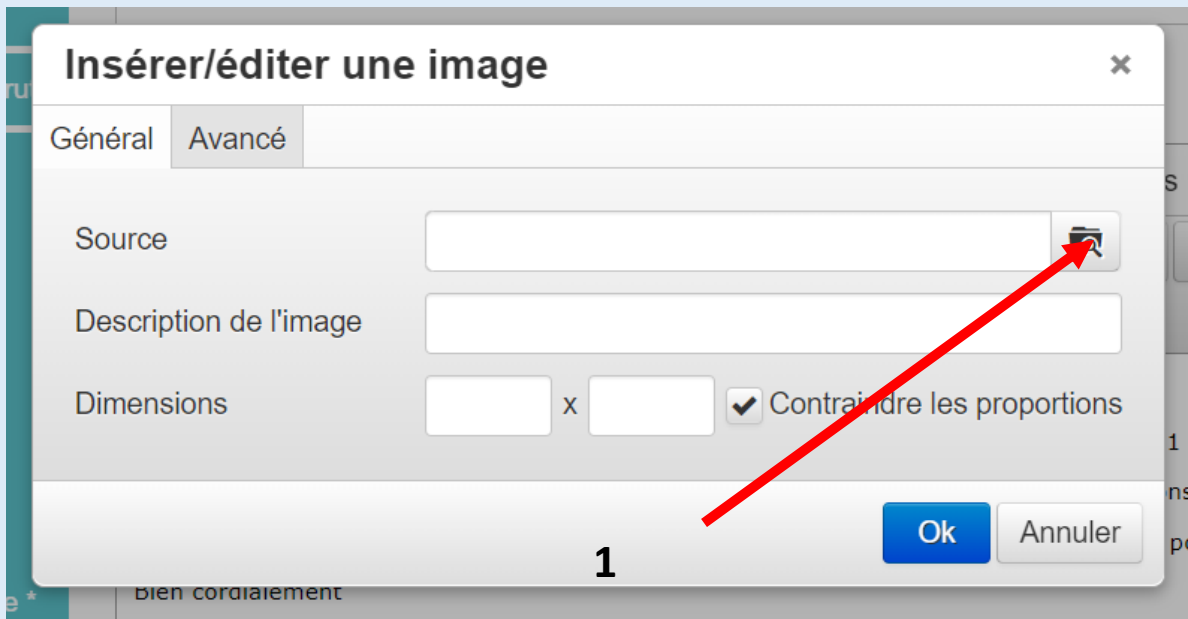 Insérer/éditer une image ×
Général Avancé
Source
Description de l'image
Dimensions x Contraindre les proportions
Ok Annuler
1
Bien cordialement